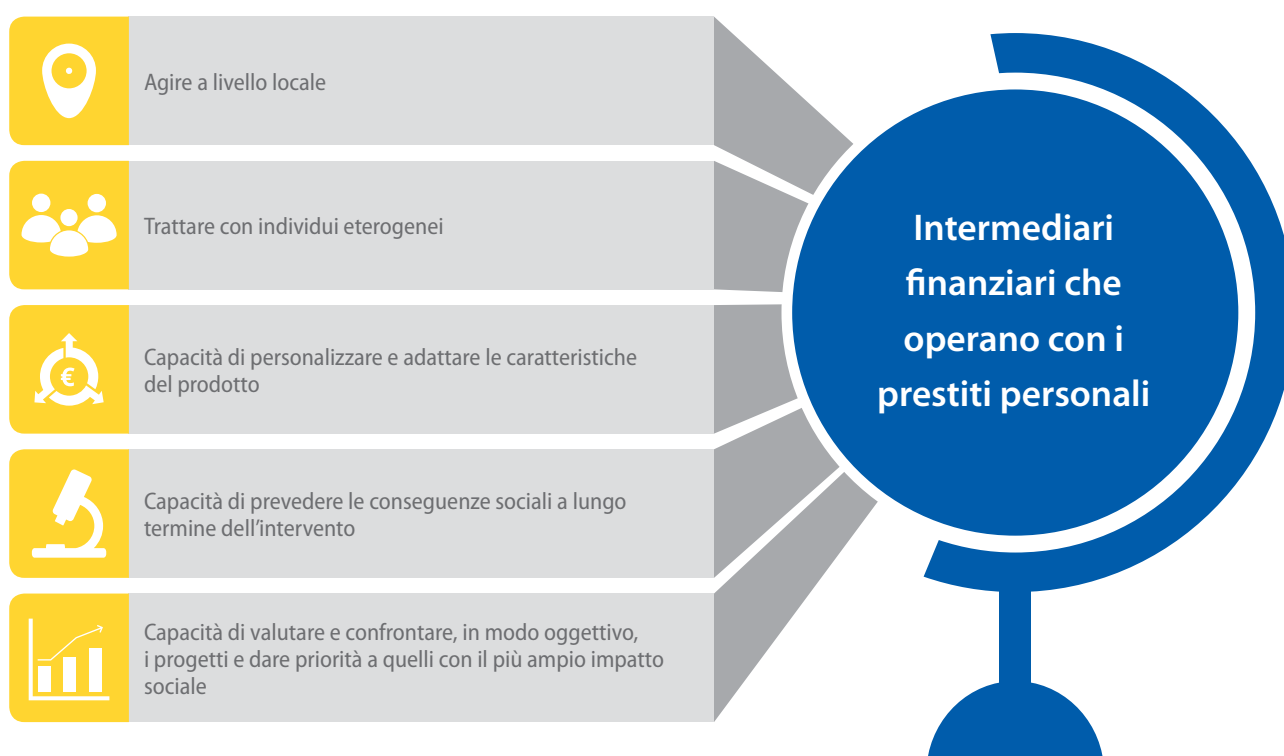 Agire a livello locale
Trattare con individui eterogenei
Capacità di personalizzare e adattare le caratteristiche
del prodotto
€
Capacità di prevedere le conseguenze sociali a lungo
termine dell’intervento
Capacità di valutare e confrontare, in modo oggettivo,
i progetti e dare priorità a quelli con il più ampio impatto
sociale
Intermediari
finanziari che
operano con i
prestiti personali